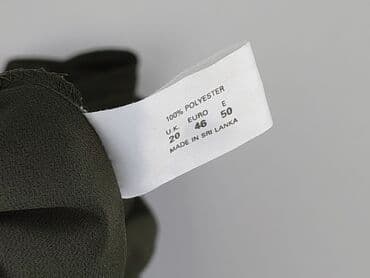 100% POLYESTER
U.K. EURO E
20 46 50
MADE IN SRI LANKA